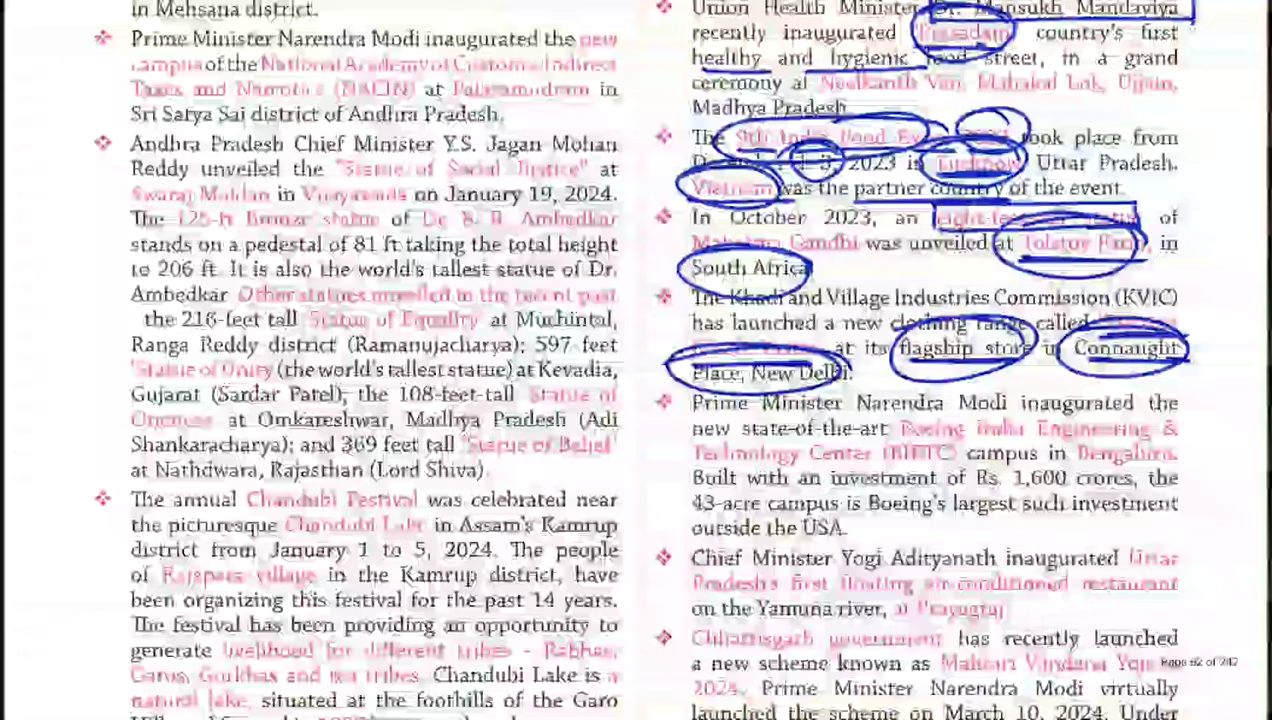 in Mehsana district.
❖ Prime Minister Narendra Modi inaugurated the new
campus of the National Academy of Customs, Indirect
Taxes and Narcotics (NACIN) at Palasamudram in
Sri Satya Sai district of Andhra Pradesh.
❖ Andhra Pradesh Chief Minister Y.S. Jagan Mohan
Reddy unveiled the "Statue of Social Justice" at
Swaraj Maidan in Vijayawada on January 19, 2024.
The 125-ft Bronze statue of Dr. B. R. Ambedkar
stands on a pedestal of 81 ft taking the total height
to 206 ft. It is also the world's tallest statue of Dr.
Ambedkar Other statues unveiled in the recent past
the 216-feet tall 'Statue of Equality' at Muchintal,
Ranga Reddy district (Ramanujacharya); 597-feet
'Statue of Unity' (the world's tallest statue) at Kevadia,
Gujarat (Sardar Patel); the 108-feet-tall 'Statue of
Oneness' at Omkareshwar, Madhya Pradesh (Adi
Shankaracharya); and 369 feet tall 'Statue of Belief'
at Nathdwara, Rajasthan (Lord Shiva).
❖ The annual Chandubi Festival was celebrated near
the picturesque Chandubi Lake in Assam's Kamrup
district from January 1 to 5, 2024. The people
of Rajapara village in the Kamrup district, have
been organizing this festival for the past 14 years.
The festival has been providing an opportunity to
generate livelihood for different tribes - Rabhas,
Garos, Gorkhas and tea tribes. Chandubi Lake is a
natural lake, situated at the foothills of the Garo
❖ Union Health Minister Dr. Mansukh Mandaviya
recently inaugurated 'Prasadam' country's first
healthy and hygienic food street, in a grand
ceremony at Neelkanth Van, Mahakal Lok, Ujjain,
Madhya Pradesh.
❖ The 9th India Food took place from
3, 2023 in Lucknow Uttar Pradesh.
Vietnam was the partner country of the event.
❖ In October 2023, an eight-feet statue of
Mahatma Gandhi was unveiled at Tolstoy Farm, in
South Africa
❖ The Khadi and Village Industries Commission (KVIC)
has launched a new clothing range called
at its flagship store in Connaught
Place, New Delhi.
❖ Prime Minister Narendra Modi inaugurated the
new state-of-the-art Boeing India Engineering &
Technology Center (BIETC) campus in Bengaluru.
Built with an investment of Rs. 1,600 crores, the
43-acre campus is Boeing's largest such investment
outside the USA.
❖ Chief Minister Yogi Adityanath inaugurated Uttar
Pradesh's first floating air-conditioned restaurant
on the Yamuna river, at Prayagraj
❖ Chhattisgarh government has recently launched
a new scheme known as Mahtari Vandana
2024. Prime Minister Narendra Modi virtually
launched the scheme on March 10, 2024. Under
Page 82 of 242